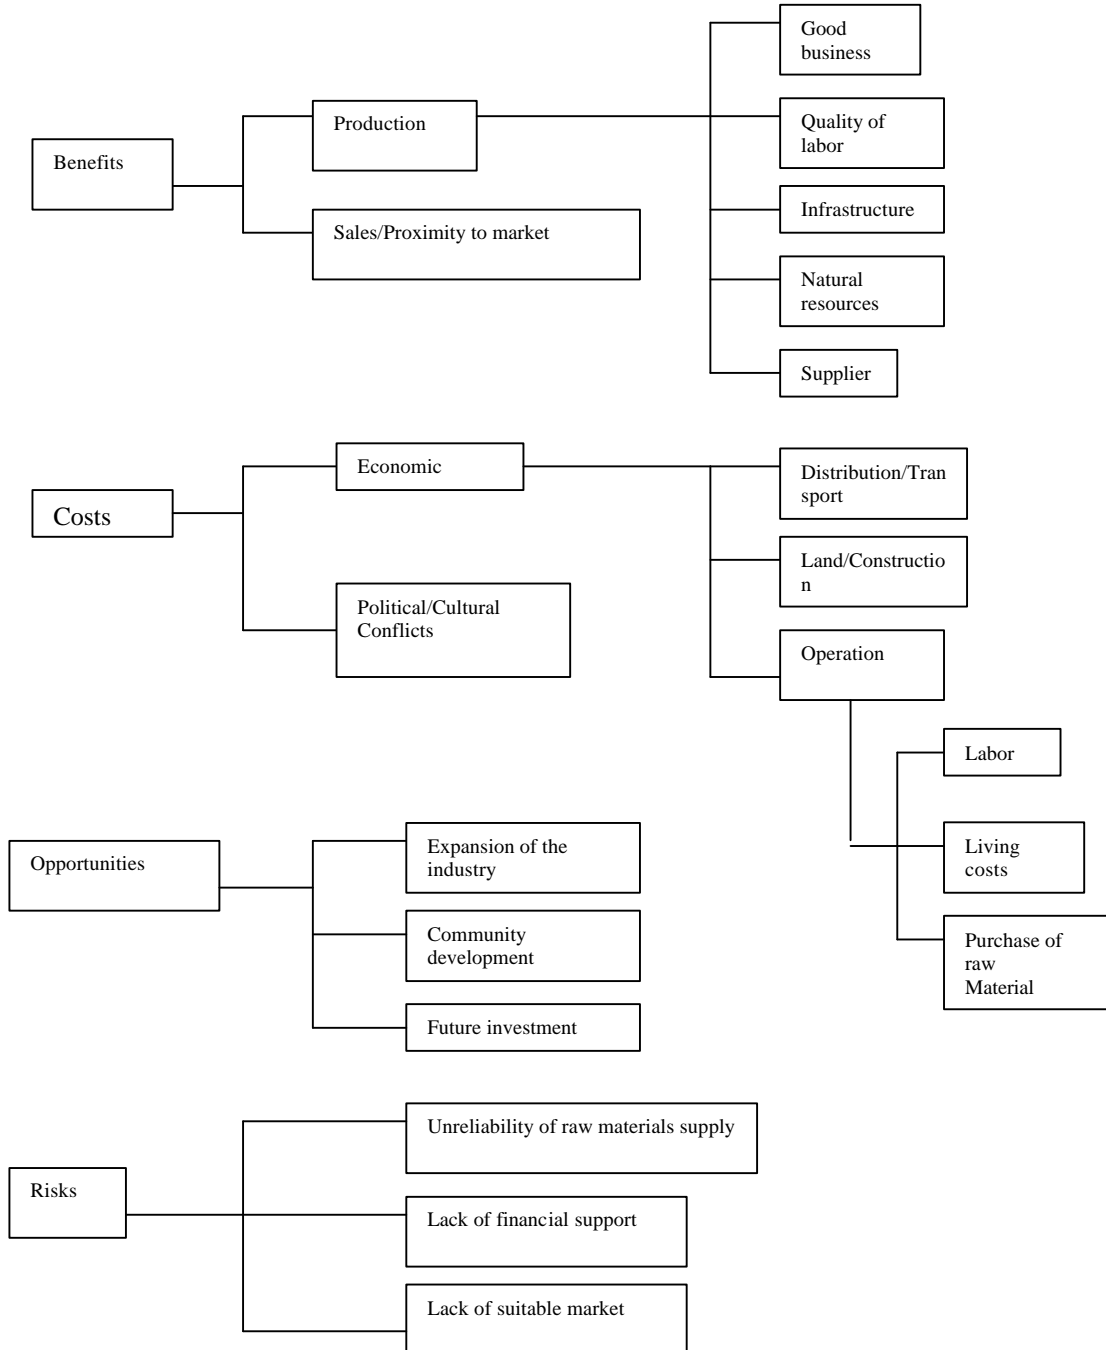 Good
business
Production
Quality of
labor
Benefits
Infrastructure
Sales/Proximity to market
Natural
resources
Supplier
Economic
Distribution/Tran
sport
Costs
Land/Constructio
n
Political/Cultural
Conflicts
Operation
Labor
Opportunities
Expansion of the
industry
Living
costs
Community
development
Purchase of
raw
Material
Future investment
Unreliability of raw materials supply
Risks
Lack of financial support
Lack of suitable market